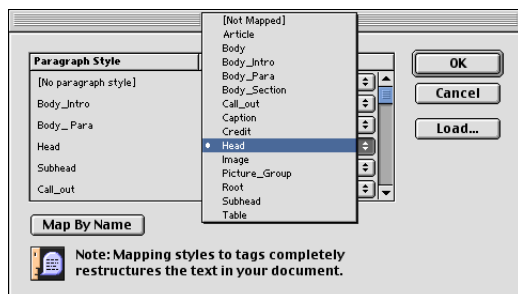 Paragraph Style
[No paragraph style]
Body_Intro
Body_ Para
Head
Subhead
Call_out
[Not Mapped]
Article
Body
Body_Intro
Body_Para
Body_Section
Call_out
Caption
Credit
Head
Image
Picture_Group
Root
Subhead
Table
OK
Cancel
Load...
Map By Name
Note: Mapping styles to tags completely
restructures the text in your document.